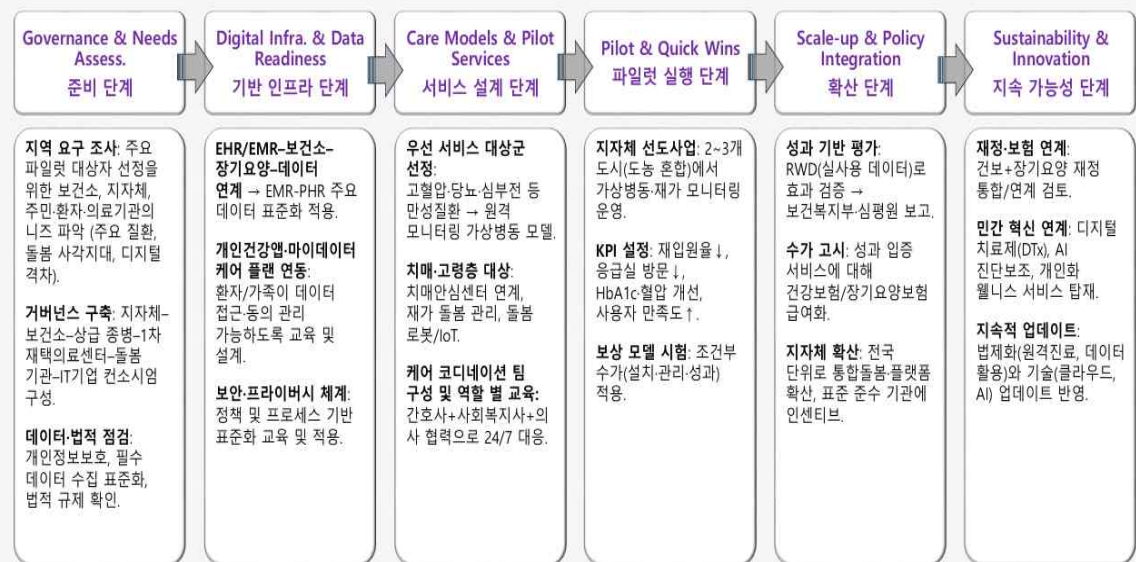 Governance & Needs
Assess.
준비 단계
Digital Infra. & Data
Readiness
기반 인프라 단계
Care Models & Pilot
Services
서비스 설계 단계
Pilot & Quick Wins
파일럿 실행 단계
Scale-up & Policy
Integration
확산 단계
Sustainability &
Innovation
지속 가능성 단계
지역 요구 조사: 주요
파일럿 대상자 선정을
위한 보건소, 지자체,
주민·환자·의료기관의
니즈 파악 (주요 질환,
돌봄 사각지대, 디지털
격차).
거버넌스 구축: 지자체–
보건소–상급 종병–1차
재택의료센터–돌봄
기관–IT기업 컨소시엄
구성.
데이터·법적 점검:
개인정보보호, 필수
데이터 수집 표준화,
법적 규제 확인.
EHR/EMR–보건소–
장기요양–데이터
연계 → EMR-PHR 주요
데이터 표준화 적용.
개인건강앱·마이데이터
케어 플랜 연동:
환자/가족이 데이터
접근·동의 관리
가능하도록 교육 및
설계.
보안·프라이버시 체계:
정책 및 프로세스 기반
표준화 교육 및 적용.
우선 서비스 대상군
선정:
고혈압·당뇨·심부전 등
만성질환 → 원격
모니터링 가상병동 모델.
치매·고령층 대상:
치매안심센터 연계,
재가 돌봄 관리, 돌봄
로봇/IoT.
케어 코디네이션 팀
구성 및 역할 별 교육:
간호사+사회복지사+의
사 협력으로 24/7 대응.
지자체 선도사업: 2~3개
도시(도농 혼합)에서
가상병동·재가 모니터링
운영.
KPI 설정: 재입원율↓,
응급실 방문↓,
HbA1c·혈압 개선,
사용자 만족도↑.
보상 모델 시험: 조건부
수가(설치·관리·성과)
적용.
성과 기반 평가:
RWD(실사용 데이터)로
효과 검증 →
보건복지부·심평원 보고.
수가 고시: 성과 입증
서비스에 대해
건강보험/장기요양보험
급여화.
지자체 확산: 전국
단위로 통합돌봄·플랫폼
확산, 표준 준수 기관에
인센티브.
재정·보험 연계:
건보+장기요양 재정
통합/연계 검토.
민간 혁신 연계: 디지털
치료제(DTx), AI
진단보조, 개인화
웰니스 서비스 탑재.
지속적 업데이트:
법제화(원격진료, 데이터
활용)와 기술(클라우드,
AI) 업데이트 반영.